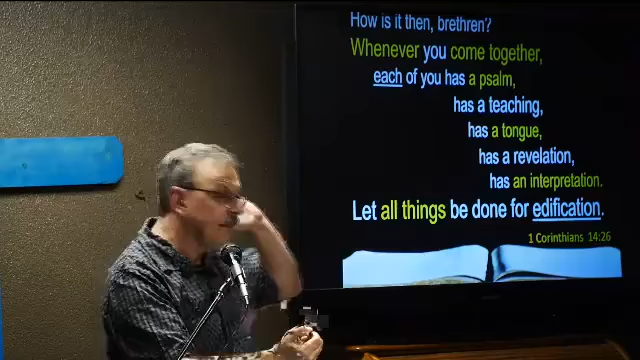 How is it then, brethren?
Whenever you come together,
each of you has a psalm,
has a teaching,
has a tongue,
has a revelation,
has an interpretation.
Let all things be done for edification.
1 Corinthians 14:26